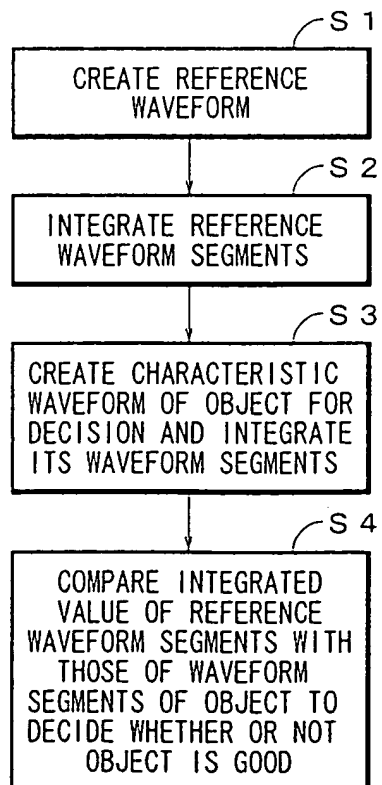 S 1
CREATE REFERENCE
WAVEFORM
S 2
INTEGRATE REFERENCE
WAVEFORM SEGMENTS
S 3
CREATE CHARACTERISTIC
WAVEFORM OF OBJECT FOR
DECISION AND INTEGRATE
ITS WAVEFORM SEGMENTS
S 4
COMPARE INTEGRATED
VALUE OF REFERENCE
WAVEFORM SEGMENTS WITH
THOSE OF WAVEFORM
SEGMENTS OF OBJECT TO
DECIDE WHETHER OR NOT
OBJECT IS GOOD